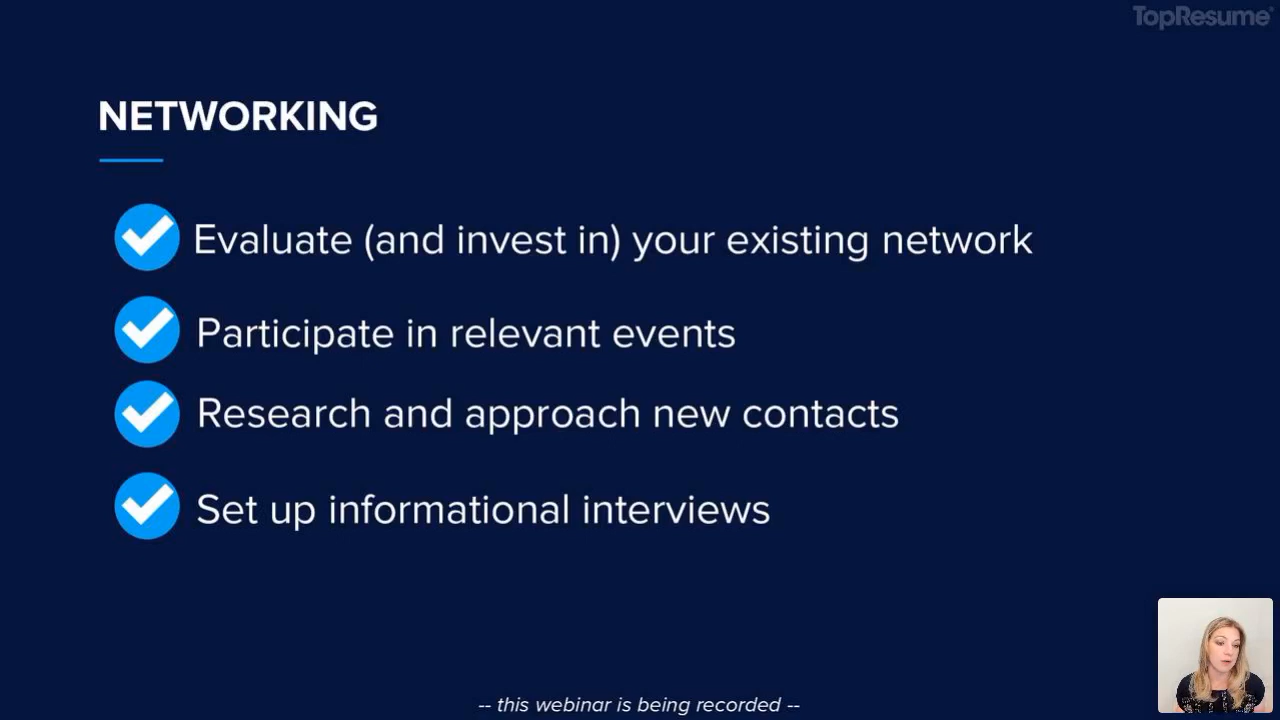 TopResume
NETWORKING
Evaluate (and invest in) your existing network
Participate in relevant events
Research and approach new contacts
Set up informational interviews
-- this webinar is being recorded --